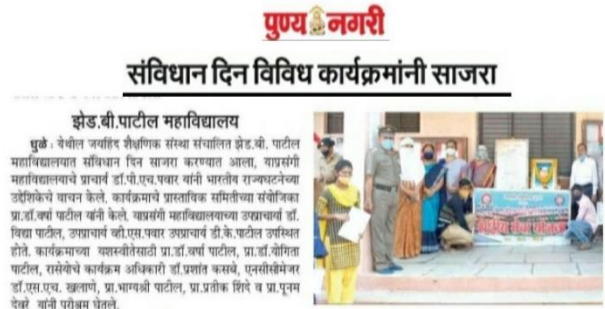 पुण्य नगरी
संविधान दिन विविध कार्यक्रमांनी साजरा
झेड.बी.पाटील महाविद्यालय
धुळे : येथील जयहिंद शैक्षणिक संस्था संचालित झेड.बी. पाटील
महाविद्यालयात संविधान दिन साजरा करण्यात आला, याप्रसंगी
महाविद्यालयाचे प्राचार्य डॉ.पी.एच.पवार यांनी भारतीय राज्यघटनेच्या
उद्देशिकेचे वाचन केले. कार्यक्रमाचे प्रास्ताविक समितीच्या संयोजिका
प्रा.डॉ.वर्षा पाटील यांनी केले. याप्रसंगी महाविद्यालयाच्या उपप्राचार्या डॉ.
विद्या पाटील, उपप्राचार्य व्ही.एस.पवार उपप्राचार्य डी.के.पाटील उपस्थित
होते. कार्यक्रमाच्या यशस्वीतेसाठी प्रा.डॉ.वर्षा पाटील, प्रा.डॉ.योगिता
पाटील, रासेयोचे कार्यक्रम अधिकारी डॉ.प्रशांत कसबे, एनसीसीमेजर
डॉ.एस.एच. खलाणे, प्रा.भाग्यश्री पाटील, प्रा.प्रतीक शिंदे व प्रा.पूनम
देवरे यांनी परीश्रम घेतले.